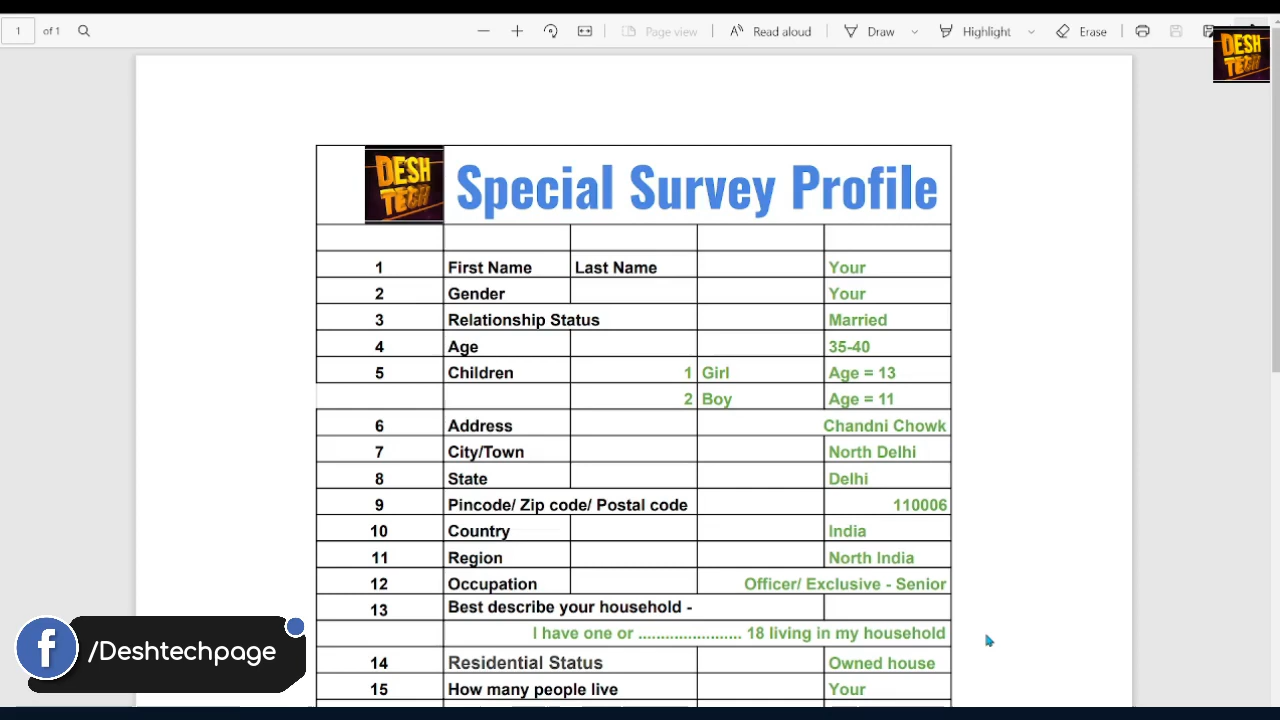 1 of 1 Page view Read aloud Draw Highlight Erase
DESH TECH
DESH TECH Special Survey Profile
1 First Name Last Name Your
2 Gender Your
3 Relationship Status Married
4 Age 35-40
5 Children 1 Girl Age = 13
2 Boy Age = 11
6 Address Chandni Chowk
7 City/Town North Delhi
8 State Delhi
9 Pincode/ Zip code/ Postal code 110006
10 Country India
11 Region North India
12 Occupation Officer/ Exclusive - Senior
13 Best describe your household -
I have one or ....................... 18 living in my household
14 Residential Status Owned house
15 How many people live Your
f /Deshtechpage